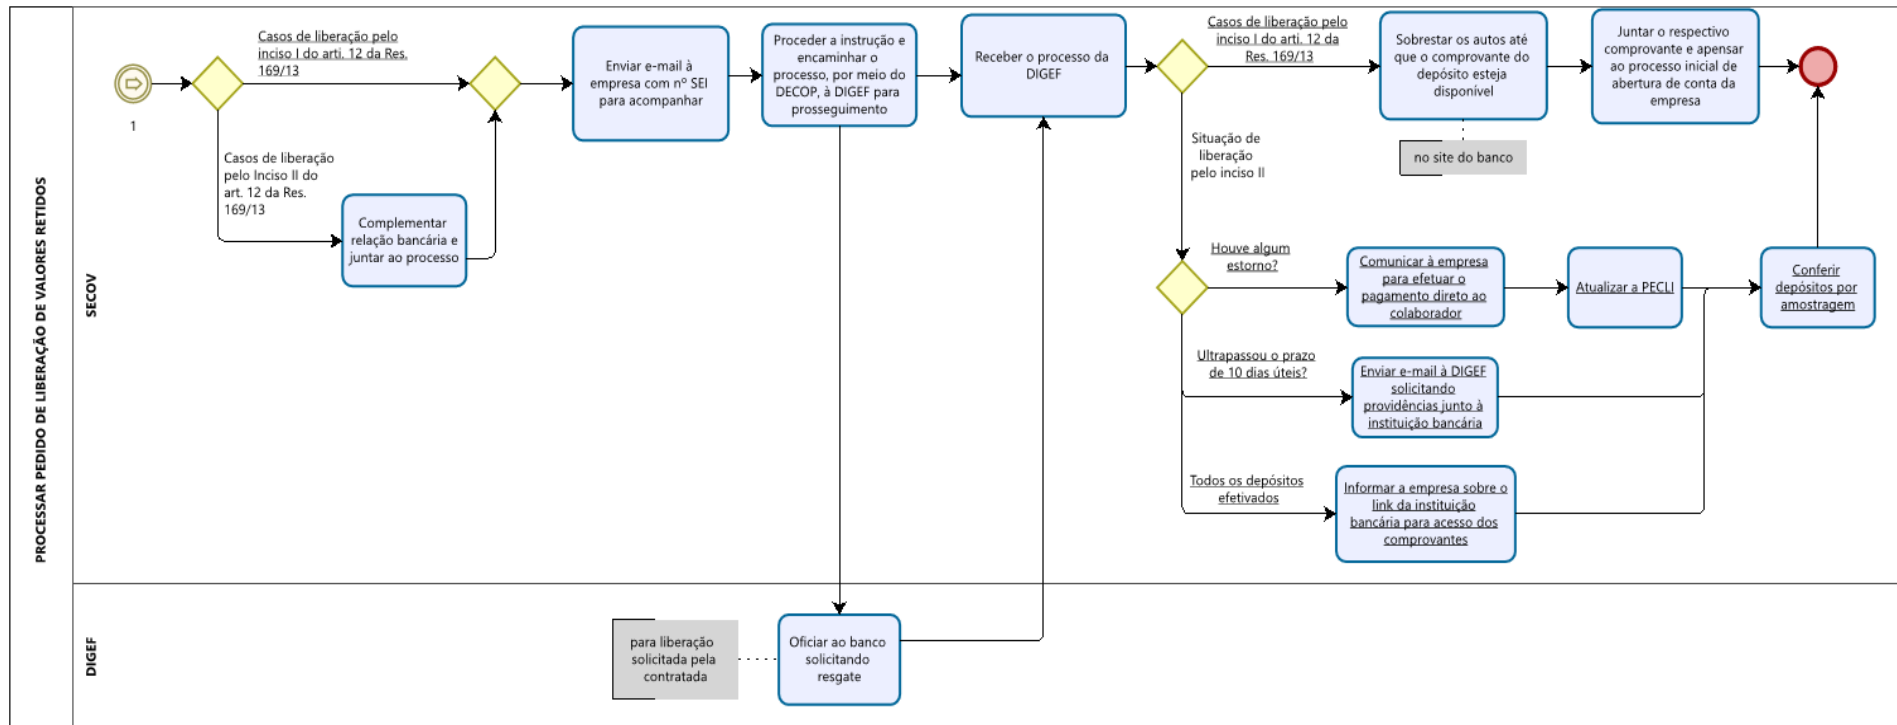 PROCESSAR PEDIDO DE LIBERAÇÃO DE VALORES RETIDOS
SECOV
1
Casos de liberação pelo
inciso I do arti. 12 da Res.
169/13
Casos de liberação
pelo Inciso II do
art. 12 da Res.
169/13
Complementar
relação bancária e
juntar ao processo
Enviar e-mail à
empresa com nº SEI
para acompanhar
Proceder a instrução e
encaminhar o
processo, por meio do
DECOP, à DIGEF para
prosseguimento
Receber o processo da
DIGEF
Casos de liberação pelo
inciso I do arti. 12 da
Res. 169/13
Sobrestar os autos até
que o comprovante do
depósito esteja
disponível
no site do banco
Juntar o respectivo
comprovante e apensar
ao processo inicial de
abertura de conta da
empresa
Situação de
liberação
pelo inciso II
Houve algum
estorno?
Comunicar à empresa
para efetuar o
pagamento direto ao
colaborador
Atualizar a PECLI
Conferir
depósitos por
amostragem
Ultrapassou o prazo
de 10 dias úteis?
Enviar e-mail à DIGEF
solicitando
providências junto à
instituição bancária
Todos os depósitos
efetivados
Informar a empresa sobre o
link da instituição
bancária para acesso dos
comprovantes
DIGEF
para liberação
solicitada pela
contratada
Oficiar ao banco
solicitando
resgate